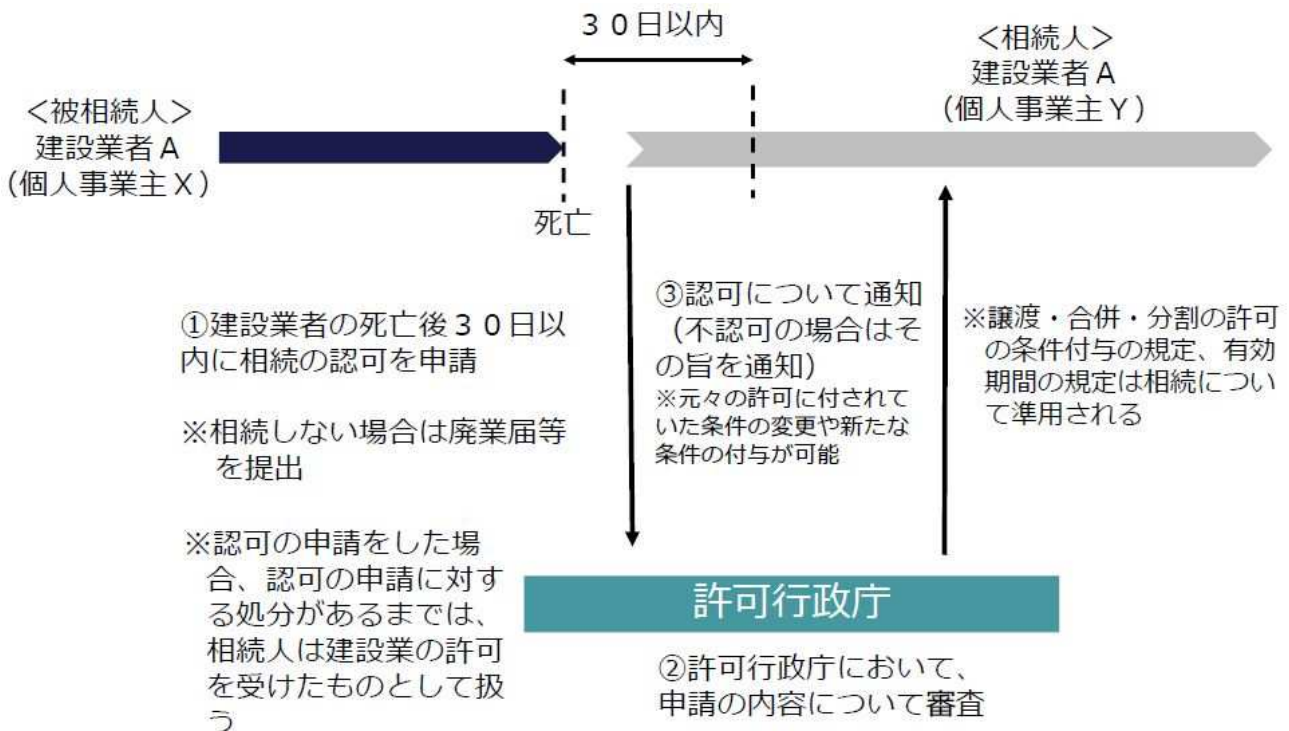 ３０日以内
＜被相続人＞
建設業者Ａ
（個人事業主Ｘ）
＜相続人＞
建設業者Ａ
（個人事業主Ｙ）
死亡
①建設業者の死亡後３０日以
内に相続の認可を申請
※相続しない場合は廃業届等
を提出
※認可の申請をした場
合、認可の申請に対す
る処分があるまでは、
相続人は建設業の許可
を受けたものとして扱
う
③認可について通知
（不認可の場合はそ
の旨を通知）
※元々の許可に付されて
いた条件の変更や新たな
条件の付与が可能
※譲渡・合併・分割の許可
の条件付与の規定、有効
期間の規定は相続につい
て準用される
許可行政庁
②許可行政庁において、
申請の内容について審査